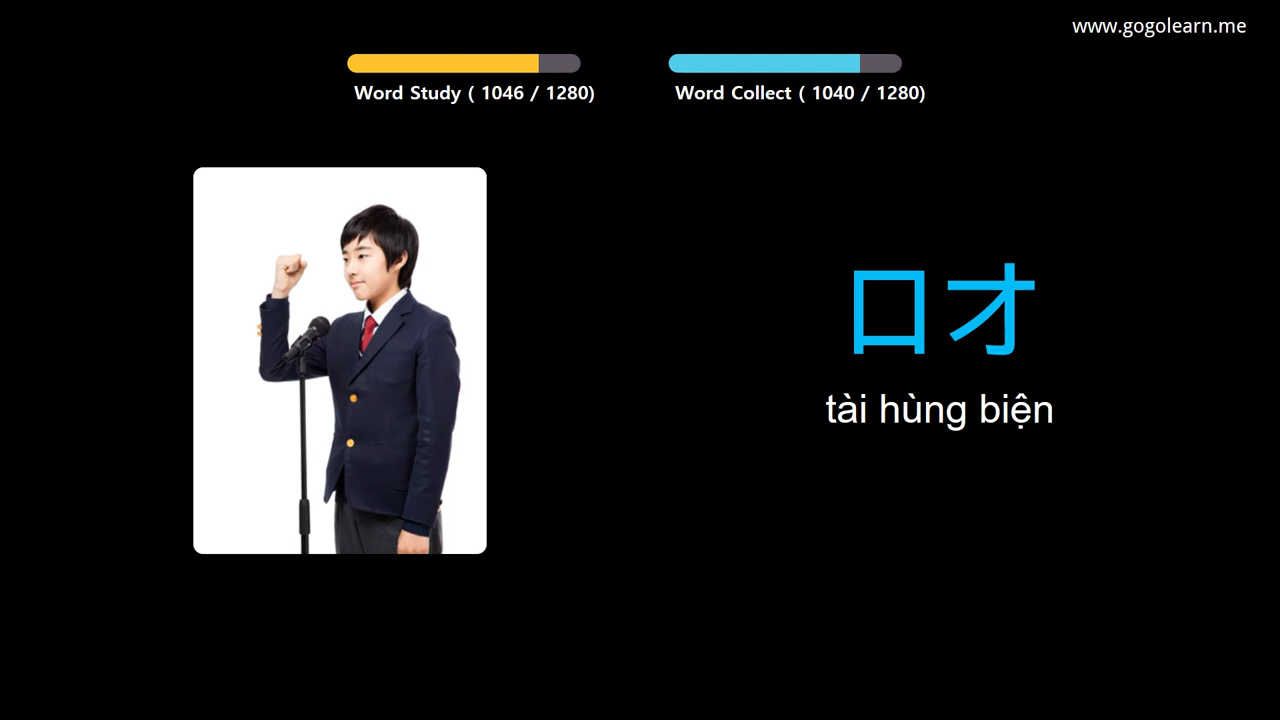 www.gogolearn.me
Word Study ( 1046 / 1280)
Word Collect ( 1040 / 1280)
口才
tài hùng biện